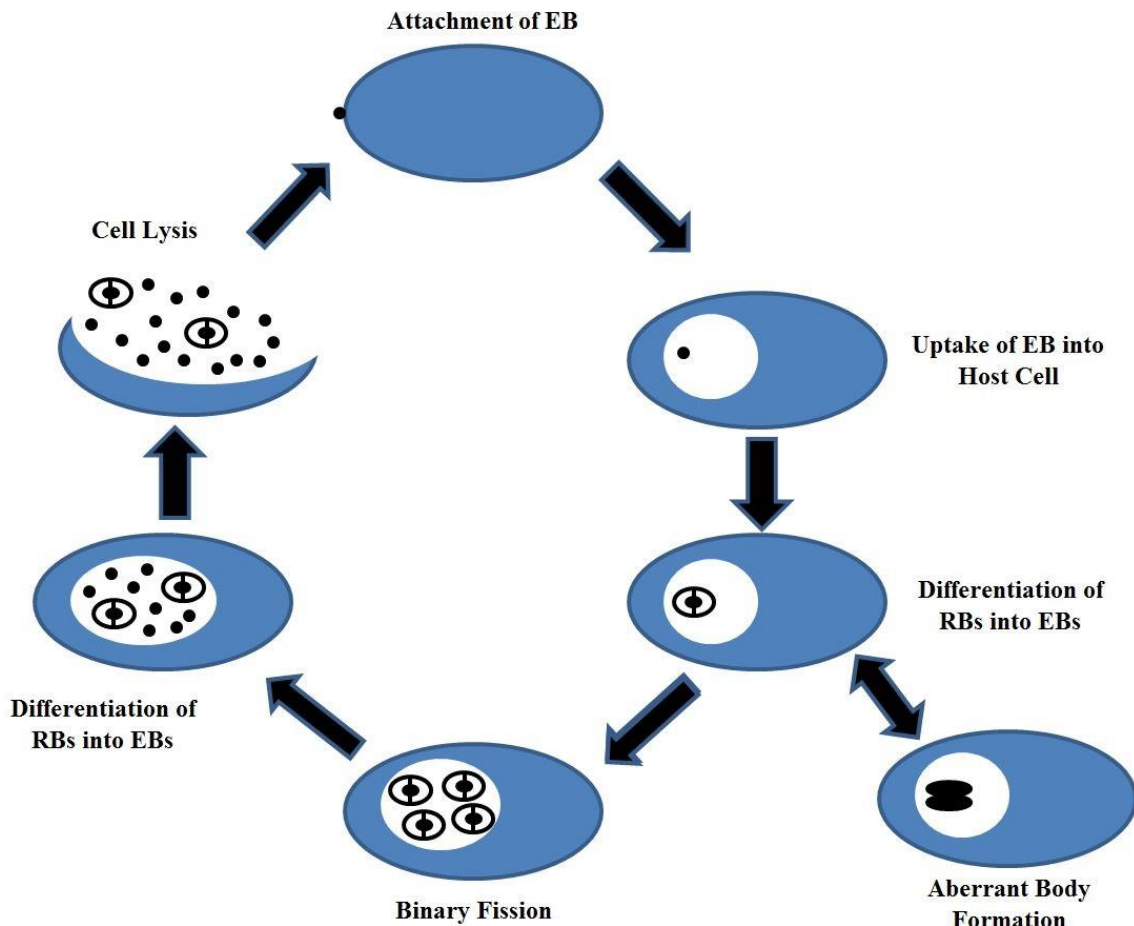 Attachment of EB
Cell Lysis
Uptake of EB into
Host Cell
Differentiation of
RBs into EBs
Differentiation of
RBs into EBs
Binary Fission
Aberrant Body
Formation